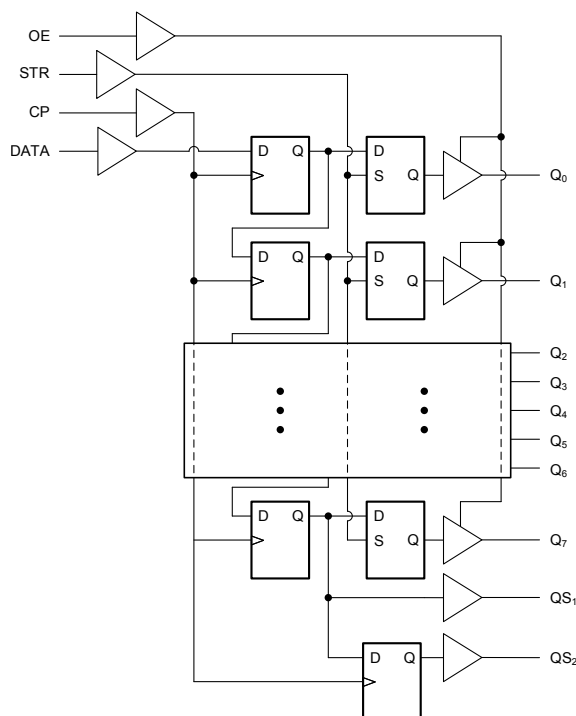 OE
STR
CP
DATA
D Q D
S Q Q₀
D Q D
S Q Q₁
Q₂
Q₃
Q₄
Q₅
Q₆
D Q D
S Q Q₇
QS₁
D Q QS₂